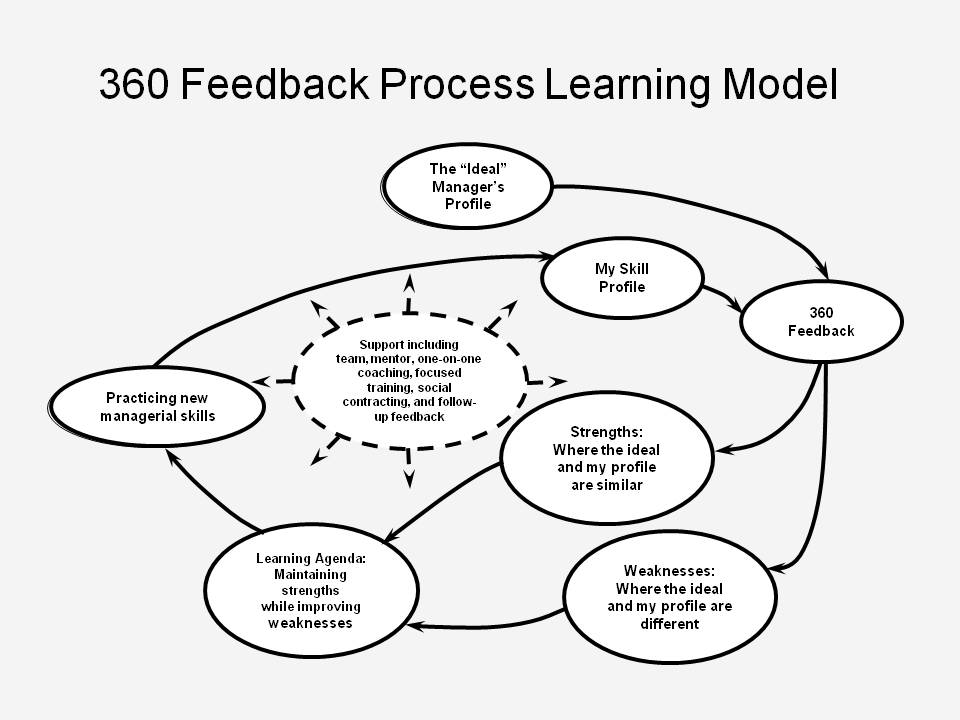 360 Feedback Process Learning Model
The “Ideal”
Manager’s
Profile
My Skill
Profile
360
Feedback
Support including
team, mentor, one-on-one
coaching, focused
training, social
contracting, and follow-
up feedback
Practicing new
managerial skills
Strengths:
Where the ideal
and my profile
are similar
Learning Agenda:
Maintaining
strengths
while improving
weaknesses
Weaknesses:
Where the ideal
and my profile are
different